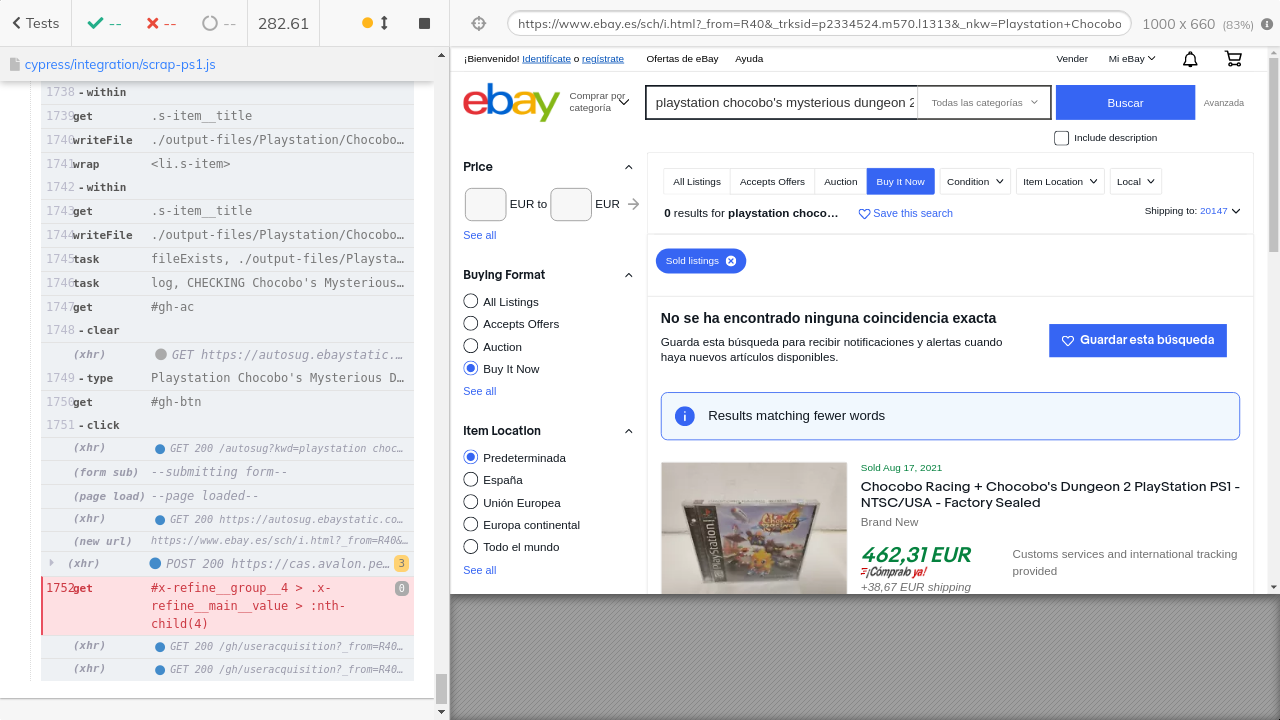 Tests
--
--
--
282.61
https://www.ebay.es/sch/i.html?_from=R40&_trksid=p2334524.m570.l1313&_nkw=Playstation+Chocobo
1000 x 660 (83%)
cypress/integration/scrap-ps1.js
1738 - within
1739 get .s-item__title
1740 writeFile ./output-files/Playstation/Chocobo…
1741 wrap <li.s-item>
1742 - within
1743 get .s-item__title
1744 writeFile ./output-files/Playstation/Chocobo…
1745 task fileExists, ./output-files/Playsta…
1746 task log, CHECKING Chocobo's Mysterious…
1747 get #gh-ac
1748 - clear
(xhr) GET https://autosug.ebaystatic.…
1749 - type Playstation Chocobo's Mysterious D…
1750 get #gh-btn
1751 - click
(xhr) GET 200 /autosug?kwd=playstation choc…
(form sub) --submitting form--
(page load) --page loaded--
(xhr) GET 200 https://autosug.ebaystatic.co…
(new url) https://www.ebay.es/sch/i.html?_from=R40&…
(xhr) POST 200 https://cas.avalon.pe… 3
1752 get #x-refine__group__4 > .x-
refine__main__value > :nth-
child(4)
0
(xhr) GET 200 /gh/useracquisition?_from=R40…
(xhr) GET 200 /gh/useracquisition?_from=R40…
¡Bienvenido! Identifícate o regístrate
Ofertas de eBay
Ayuda
Vender
Mi eBay
ebay
Comprar por
categoría
playstation chocobo's mysterious dungeon 2
Todas las categorías
Buscar
Avanzada
Include description
Price
EUR to
EUR
See all
Buying Format
All Listings
Accepts Offers
Auction
Buy It Now
See all
Item Location
Predeterminada
España
Unión Europea
Europa continental
Todo el mundo
See all
All Listings
Accepts Offers
Auction
Buy It Now
Condition
Item Location
Local
0 results for playstation choco…
Save this search
Shipping to: 20147
Sold listings
No se ha encontrado ninguna coincidencia exacta
Guarda esta búsqueda para recibir notificaciones y alertas cuando
haya nuevos artículos disponibles.
Guardar esta búsqueda
Results matching fewer words
PlayStation
Sold Aug 17, 2021
Chocobo Racing + Chocobo's Dungeon 2 PlayStation PS1 -
NTSC/USA - Factory Sealed
Brand New
462,31 EUR
¡Cómpralo ya!
+38,67 EUR shipping
Customs services and international tracking
provided